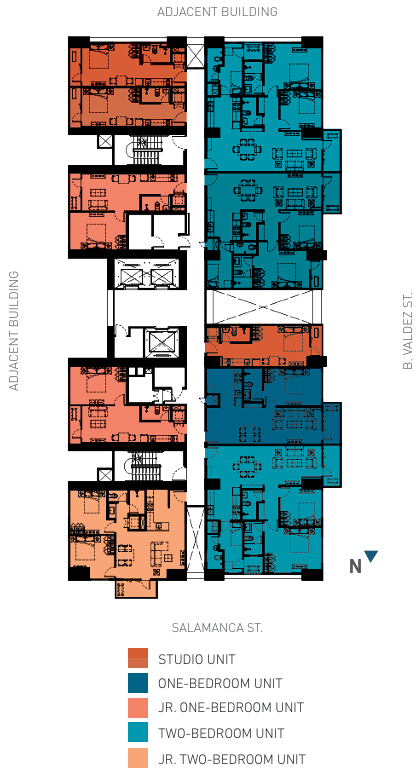 ADJACENT BUILDING
ADJACENT BUILDING
B. VALDEZ ST.
N
SALAMANCA ST.
STUDIO UNIT
ONE-BEDROOM UNIT
JR. ONE-BEDROOM UNIT
TWO-BEDROOM UNIT
JR. TWO-BEDROOM UNIT